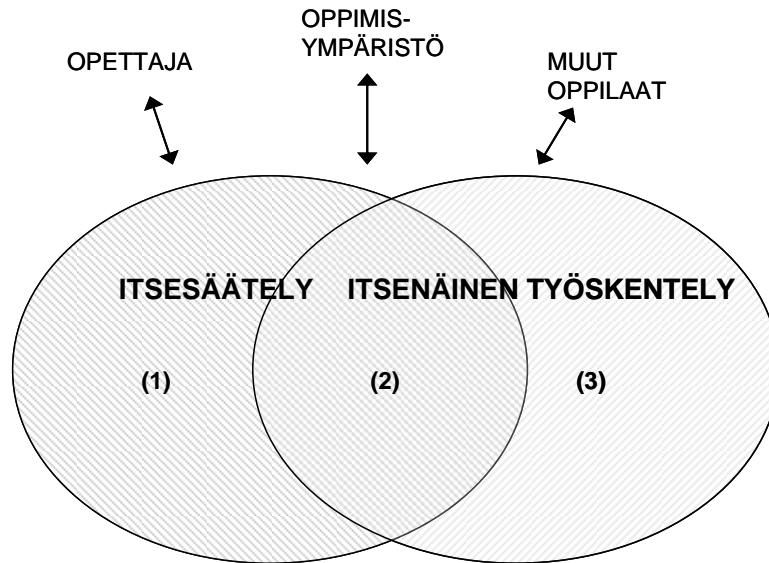 OPPIMIS-
YMPÄRISTÖ
OPETTAJA
MUUT
OPPILAAT
ITSESÄÄTELY
ITSENÄINEN TYÖSKENTELY
(1)
(2)
(3)